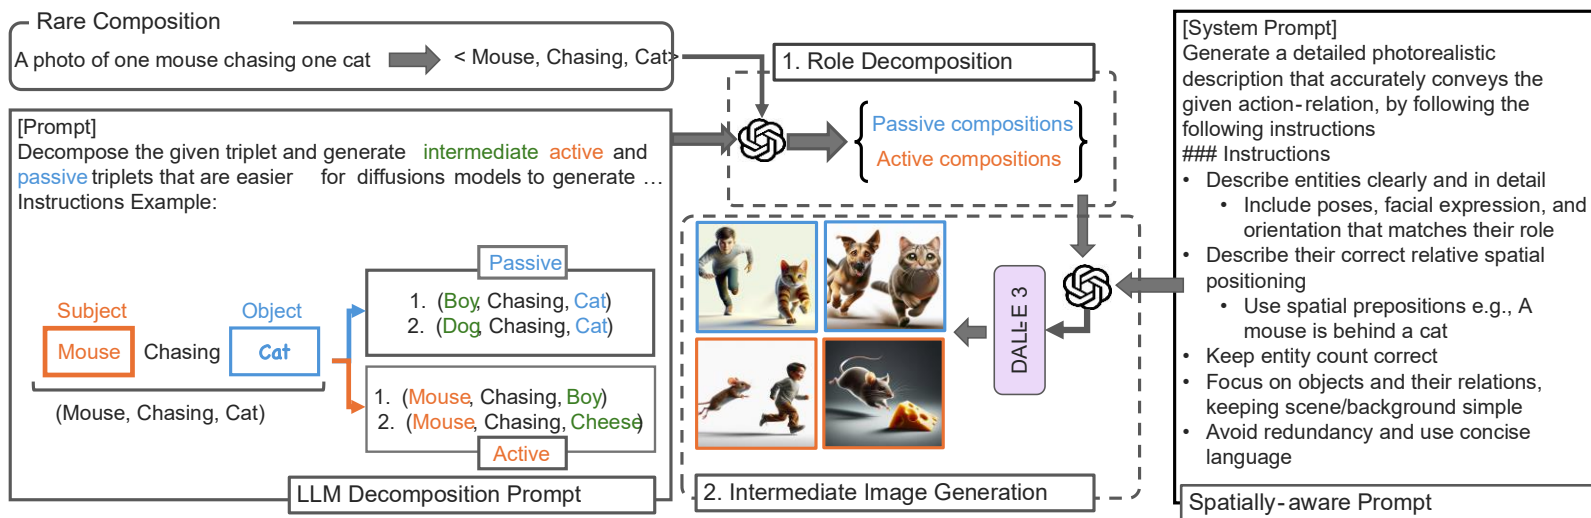 Rare Composition
A photo of one mouse chasing one cat
< Mouse, Chasing, Cat>
[Prompt]
Decompose the given triplet and generate intermediate active and
passive triplets that are easier for diffusions models to generate ...
Instructions Example:
Subject
Object
Mouse
Chasing
Cat
(Mouse, Chasing, Cat)
Passive
1. (Boy, Chasing, Cat)
2. (Dog, Chasing, Cat)
1. (Mouse, Chasing, Boy)
2. (Mouse, Chasing, Cheese)
Active
LLM Decomposition Prompt
1. Role Decomposition
Passive compositions
Active compositions
DALL-E 3
2. Intermediate Image Generation
[System Prompt]
Generate a detailed photorealistic
description that accurately conveys the
given action-relation, by following the
following instructions
### Instructions
• Describe entities clearly and in detail
• Include poses, facial expression, and
orientation that matches their role
• Describe their correct relative spatial
positioning
• Use spatial prepositions e.g., A
mouse is behind a cat
• Keep entity count correct
• Focus on objects and their relations,
keeping scene/background simple
• Avoid redundancy and use concise
language
Spatially-aware Prompt